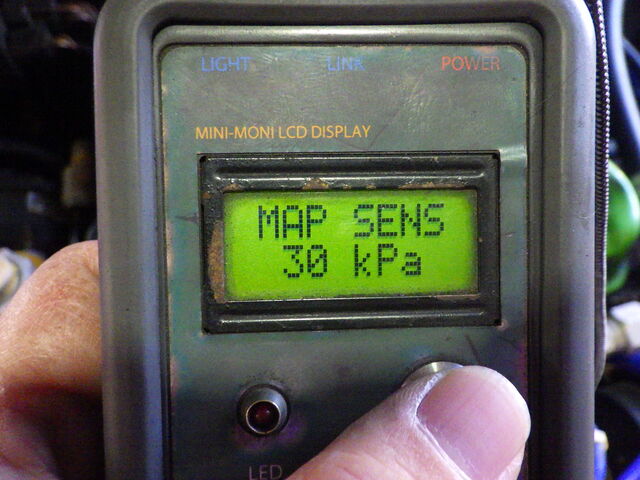 LIGHT LINK POWER
MINI-MONI LCD DISPLAY
MAP SENS
30 kPa
LED